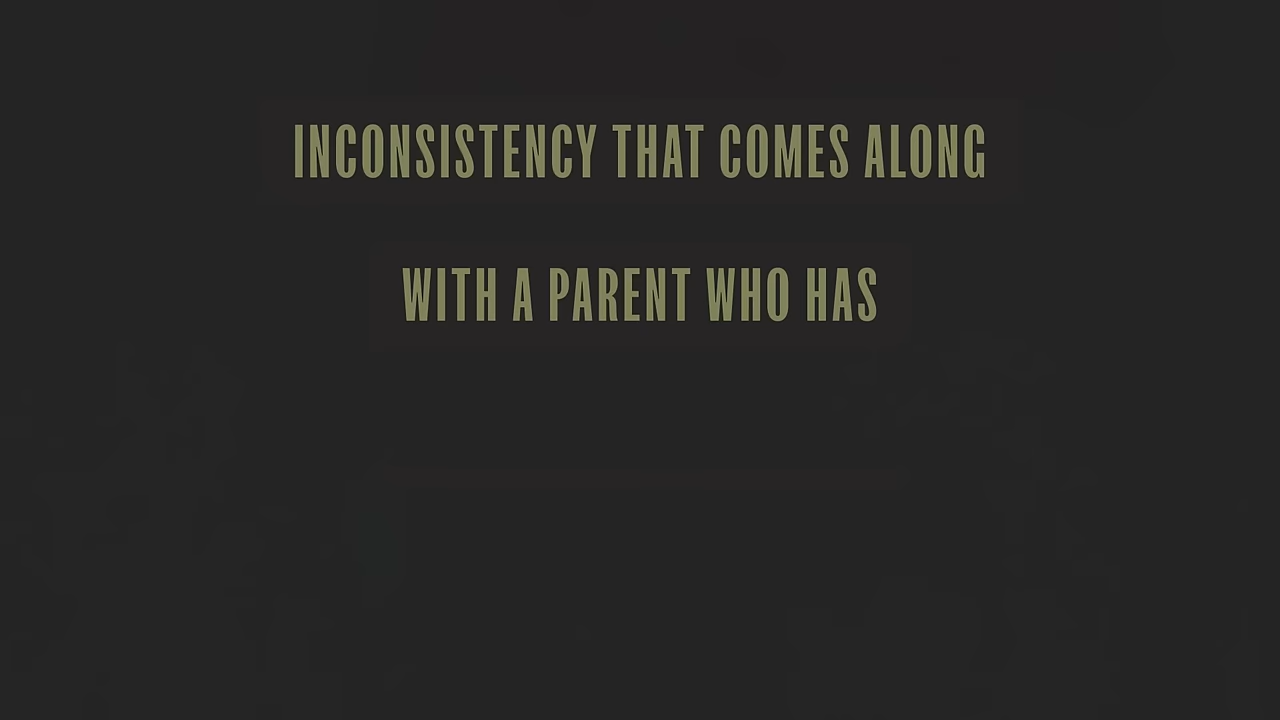 INCONSISTENCY THAT COMES ALONG
WITH A PARENT WHO HAS